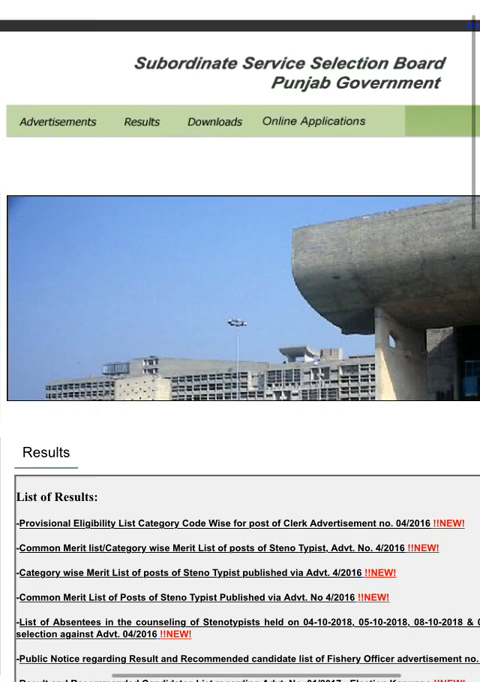 Subordinate Service Selection Board
Punjab Government
Advertisements Results Downloads Online Applications
Results
List of Results:
-Provisional Eligibility List Category Code Wise for post of Clerk Advertisement no. 04/2016 !!NEW!
-Common Merit list/Category wise Merit List of posts of Steno Typist, Advt. No. 4/2016 !!NEW!
-Category wise Merit List of posts of Steno Typist published via Advt. 4/2016 !!NEW!
-Common Merit List of Posts of Steno Typist Published via Advt. No 4/2016 !!NEW!
-List of Absentees in the counseling of Stenotypists held on 04-10-2018, 05-10-2018, 08-10-2018 &
selection against Advt. 04/2016 !!NEW!
-Public Notice regarding Result and Recommended candidate list of Fishery Officer advertisement no.